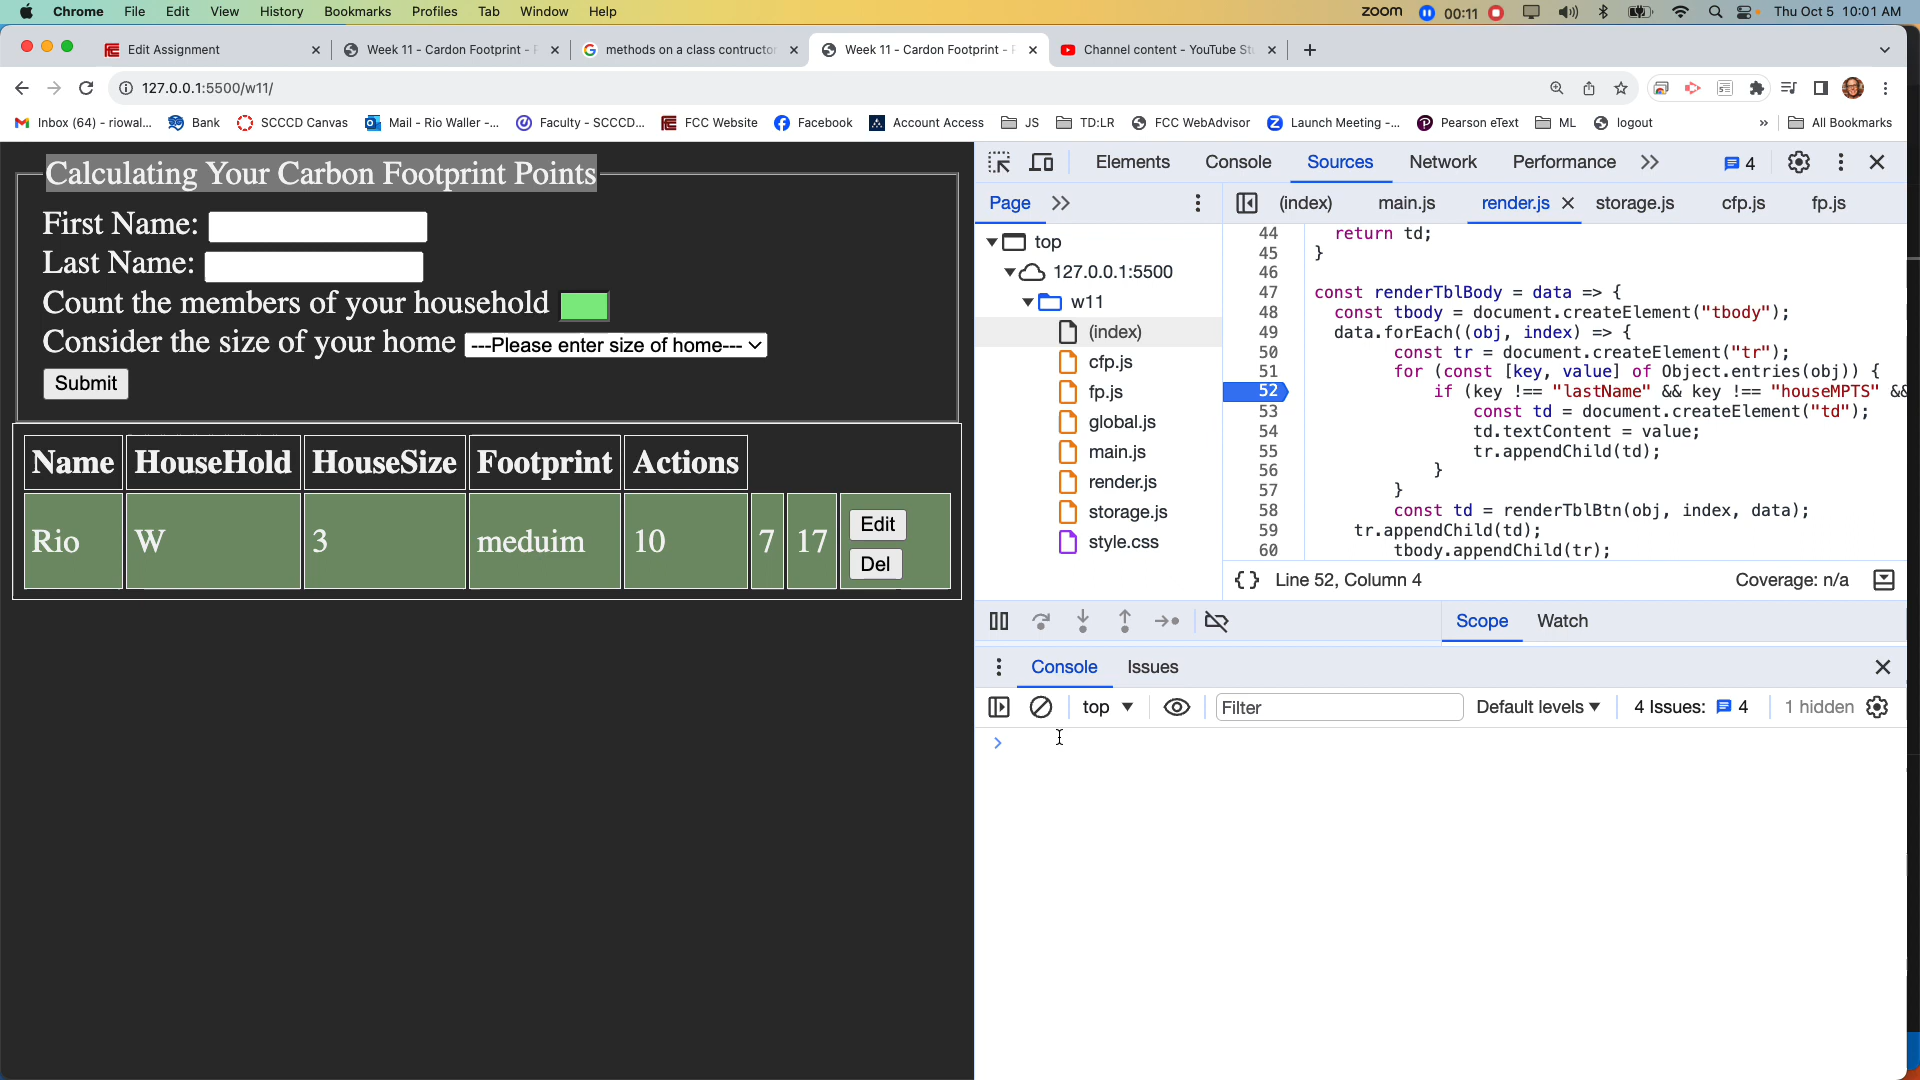 Chrome File Edit View History Bookmarks Profiles Tab Window Help zoom 00:11 Thu Oct 5 10:01 AM
Edit Assignment Week 11 - Cardon Footprint - methods on a class contructor Week 11 - Cardon Footprint - Channel content - YouTube
127.0.0.1:5500/w11/
Inbox (64) - riowal... Bank SCCCD Canvas Mail - Rio Waller -... Faculty - SCCCD... FCC Website Facebook Account Access JS TD:LR FCC WebAdvisor Launch Meeting -... Pearson eText ML logout » All Bookmarks
Calculating Your Carbon Footprint Points
First Name:
Last Name:
Count the members of your household
Consider the size of your home ---Please enter size of home---
Submit
Name HouseHold HouseSize Footprint Actions
Rio W 3 meduim 10 7 17 Edit
Del
Elements Console Sources Network Performance 4
Page (index) main.js render.js storage.js cfp.js fp.js
top
127.0.0.1:5500
w11
(index)
cfp.js
fp.js
global.js
main.js
render.js
storage.js
style.css
44 return td;
45 }
46
47 const renderTblBody = data => {
48 const tbody = document.createElement("tbody");
49 data.forEach((obj, index) => {
50 const tr = document.createElement("tr");
51 for (const [key, value] of Object.entries(obj)) {
52 if (key !== "lastName" && key !== "houseMPTS" &&
53 const td = document.createElement("td");
54 td.textContent = value;
55 tr.appendChild(td);
56 }
57 }
58 const td = renderTblBtn(obj, index, data);
59 tr.appendChild(td);
60 tbody.appendChild(tr);
{} Line 52, Column 4 Coverage: n/a
Scope Watch
Console Issues
top Filter Default levels 4 Issues: 4 1 hidden